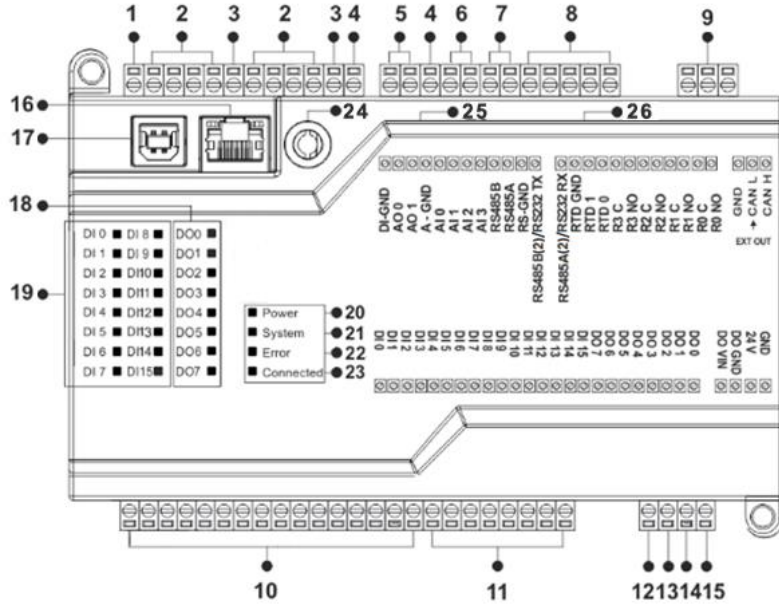 1 2 3 2 3 4 5 4 6 7 8 9
16
17
24
25
26
18
19
DI 0 DI 8 DO0
DI 1 DI 9 DO1
DI 2 DI10 DO2
DI 3 DI11 DO3
DI 4 DI12 DO4
DI 5 DI13 DO5
DI 6 DI14 DO6
DI 7 DI15 DO7
Power 20
System 21
Error 22
Connected 23
DI-GND
AO 0
AO 1
A - GND
AI 0
AI 1
AI 2
AI 3
RS485B
RS485A
RS-GND
RS485B(2)/RS232 TX
RS485A(2)/RS232 RX
RTD GND
RTD 1
RTD 0
R3 C
R3 NO
R2 C
R2 NO
R1 C
R1 NO
R0 C
R0 NO
GND
CAN L
CAN H
EXT OUT
DI 0
DI 1
DI 2
DI 3
DI 4
DI 5
DI 6
DI 7
DI 8
DI 9
DI 10
DI 11
DI 12
DI 13
DI 14
DI 15
DO 7
DO 6
DO 5
DO 4
DO 3
DO 2
DO 1
DO 0
DO VIN
DO GND
24 V
GND
10 11 12 13 14 15